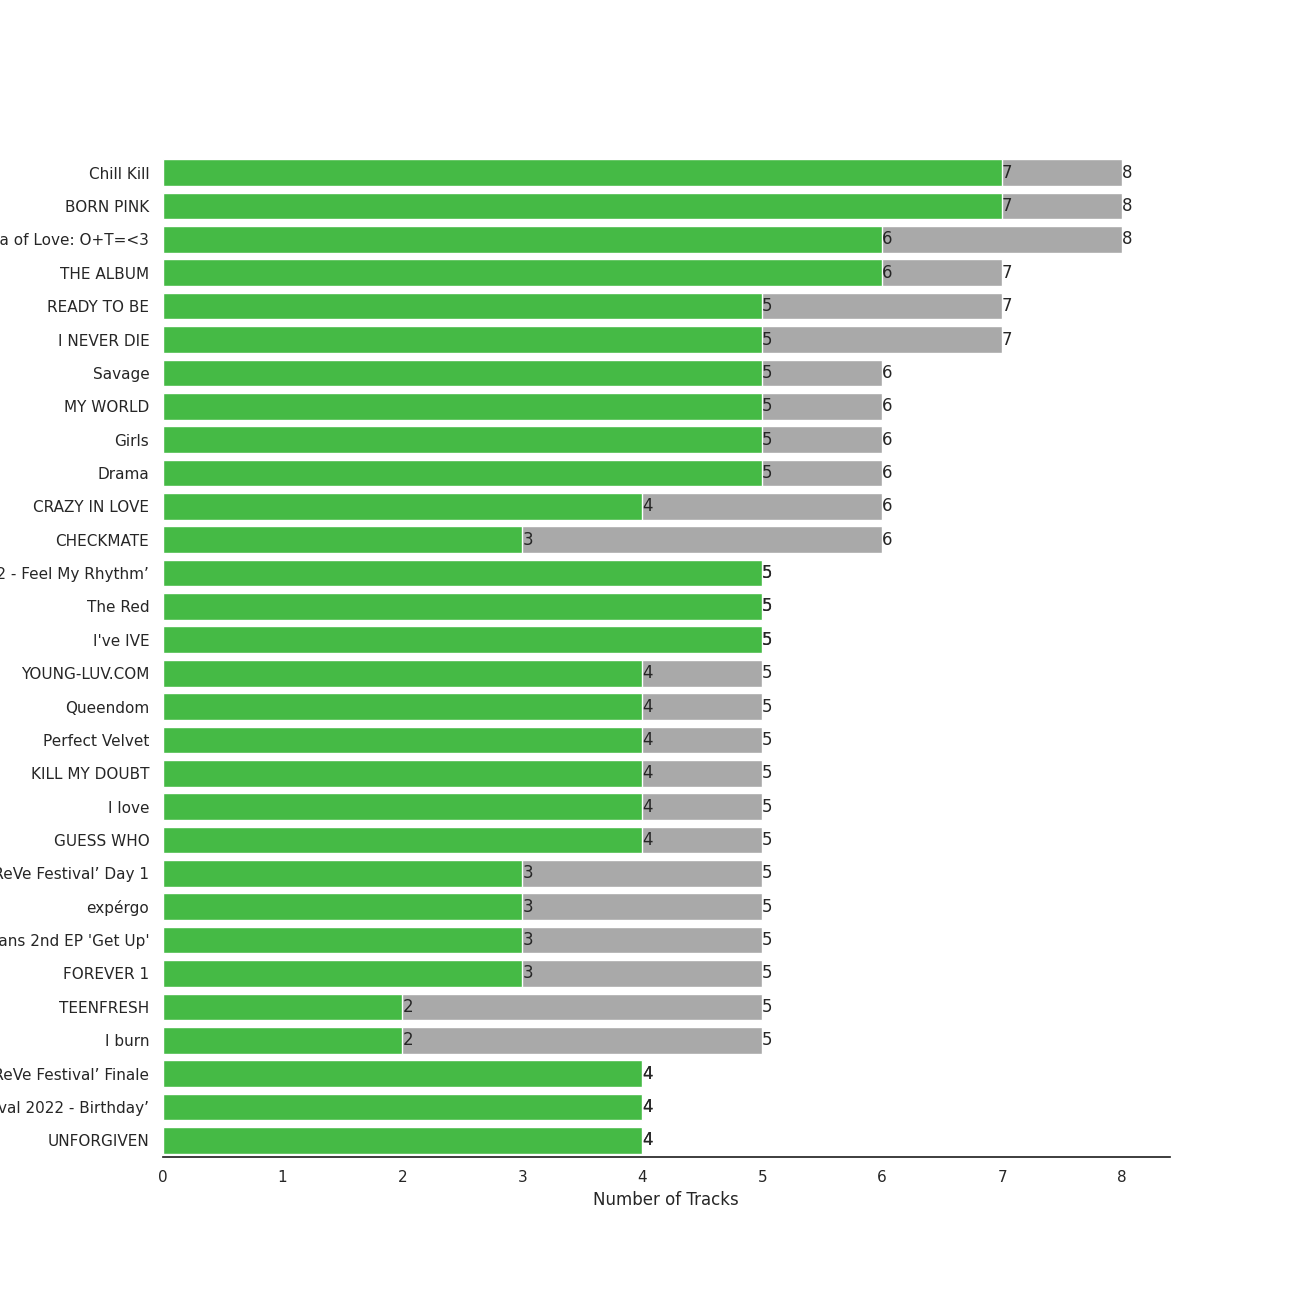 Chill Kill 7 8
BORN PINK 7 8
a of Love: O+T=<3 6 8
THE ALBUM 6 7
READY TO BE 5 7
I NEVER DIE 5 7
Savage 5 6
MY WORLD 5 6
Girls 5 6
Drama 5 6
CRAZY IN LOVE 4 6
CHECKMATE 3 6
2 - Feel My Rhythm’ 5
The Red 5
I've IVE 5
YOUNG-LUV.COM 4 5
Queendom 4 5
Perfect Velvet 4 5
KILL MY DOUBT 4 5
I love 4 5
GUESS WHO 4 5
ReVe Festival’ Day 1 3 5
expérgo 3 5
ans 2nd EP 'Get Up' 3 5
FOREVER 1 3 5
TEENFRESH 2 5
I burn 2 5
ReVe Festival’ Finale 4
val 2022 - Birthday’ 4
UNFORGIVEN 4
0 1 2 3 4 5 6 7 8
Number of Tracks